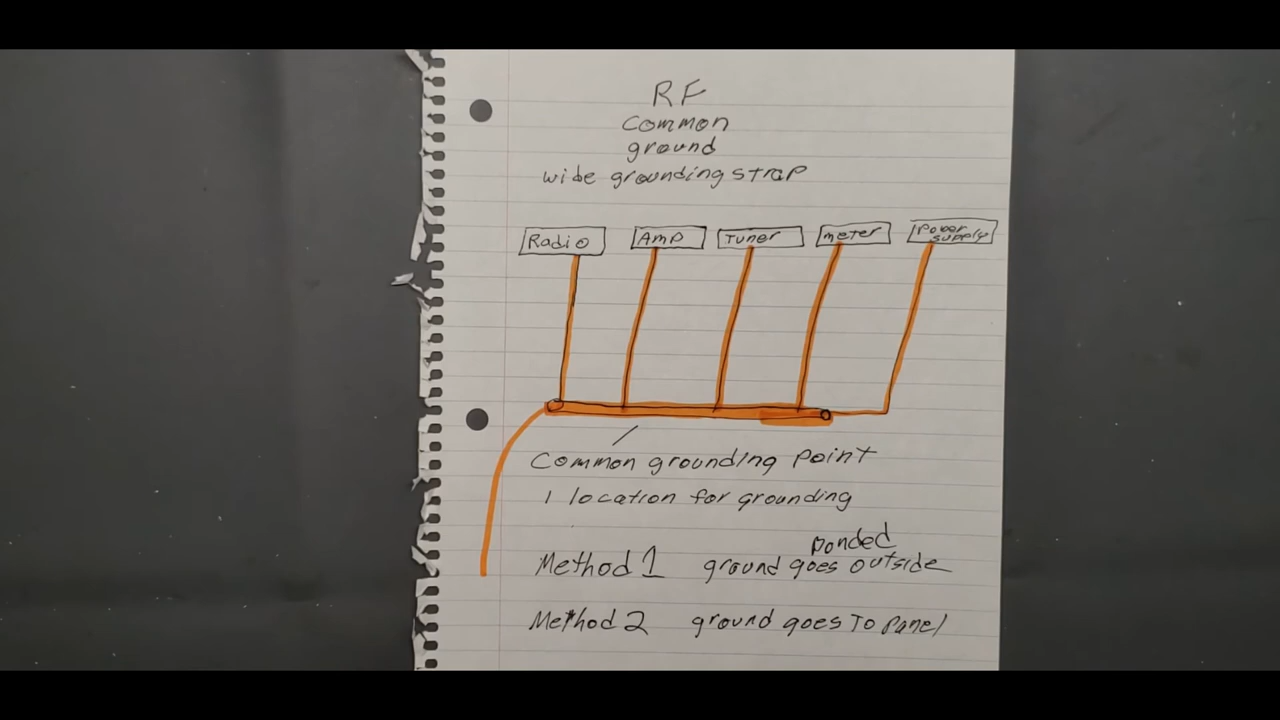 RF
Common
ground
wide grounding strap
Radio
Amp
Tuner
meter
Power
supply
Common grounding point
1 location for grounding
bonded
Method 1 ground goes outside
Method 2 ground goes To panel